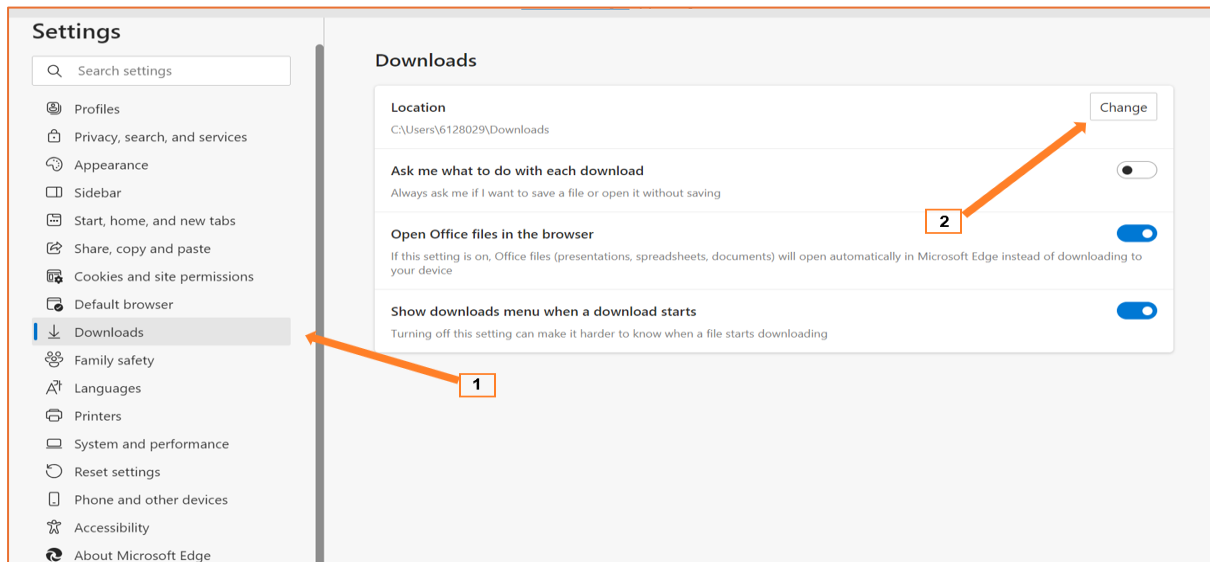 Settings
Search settings
Profiles
Privacy, search, and services
Appearance
Sidebar
Start, home, and new tabs
Share, copy and paste
Cookies and site permissions
Default browser
Downloads
Family safety
Languages
Printers
System and performance
Reset settings
Phone and other devices
Accessibility
About Microsoft Edge
Downloads
Location
Change
C:\Users\6128029\Downloads
Ask me what to do with each download
Always ask me if I want to save a file or open it without saving
2
Open Office files in the browser
If this setting is on, Office files (presentations, spreadsheets, documents) will open automatically in Microsoft Edge instead of downloading to
your device
Show downloads menu when a download starts
Turning off this setting can make it harder to know when a file starts downloading
1